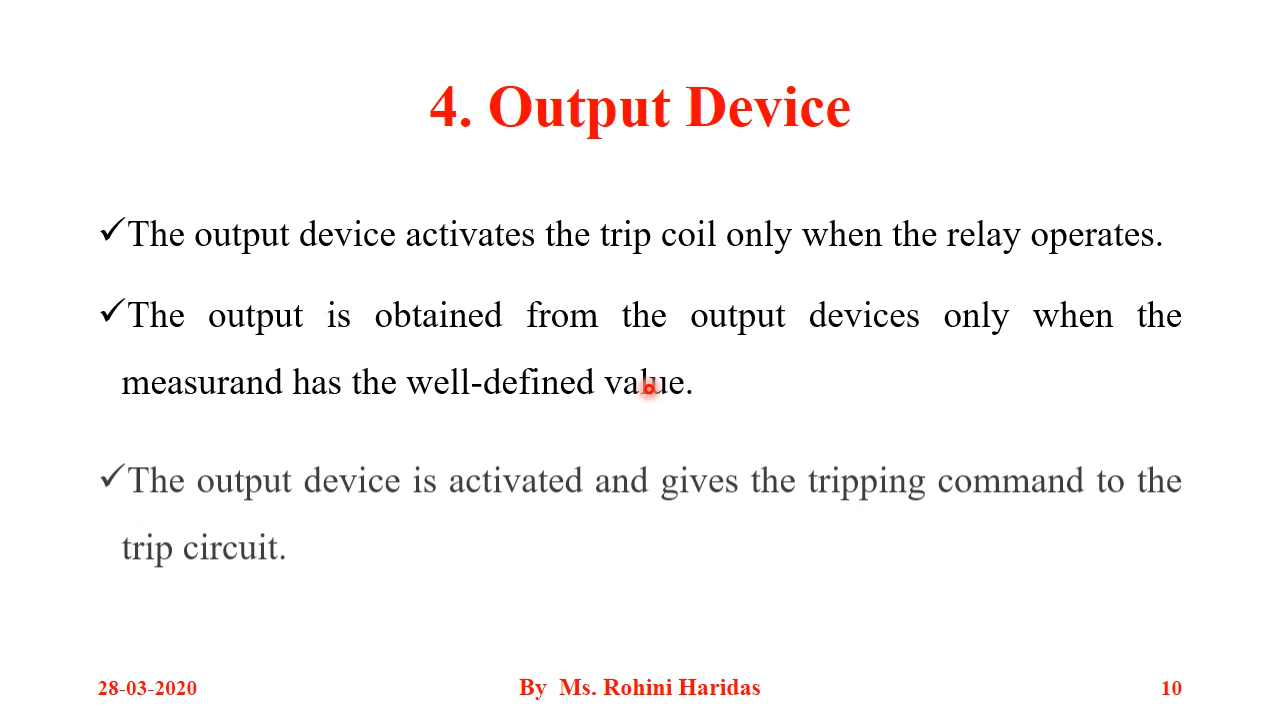 4. Output Device
✓The output device activates the trip coil only when the relay operates.
✓The output is obtained from the output devices only when the
measurand has the well-defined value.
✓The output device is activated and gives the tripping command to the
trip circuit.
28-03-2020
By Ms. Rohini Haridas
10